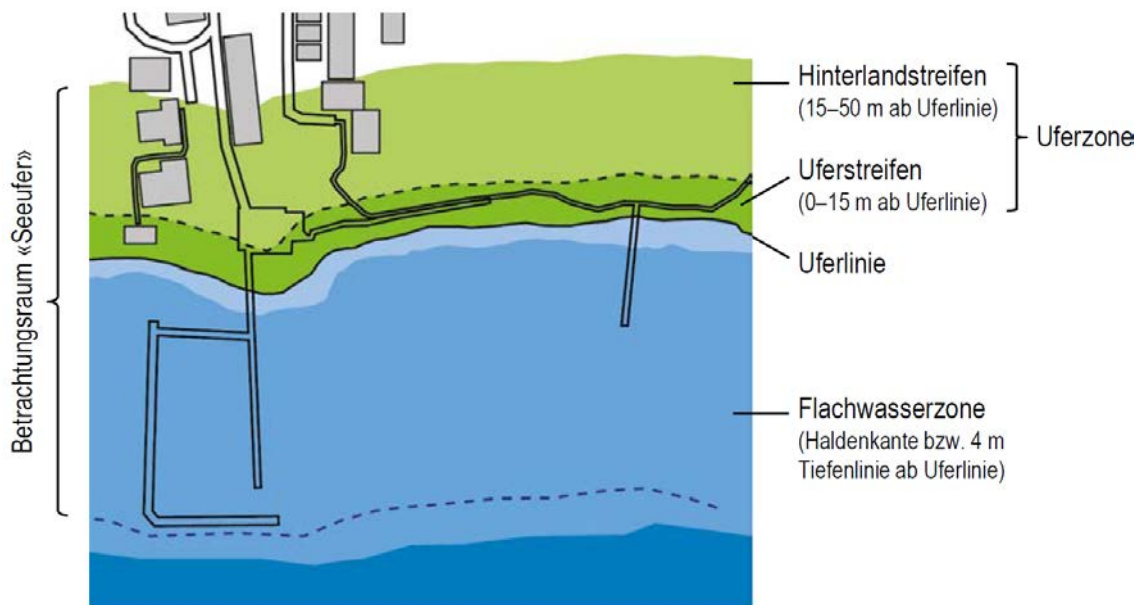 Betrachtungsraum «Seeufer»
Hinterlandstreifen
(15–50 m ab Uferlinie)
Uferzone
Uferstreifen
(0–15 m ab Uferlinie)
Uferlinie
Flachwasserzone
(Haldenkante bzw. 4 m
Tiefenlinie ab Uferlinie)